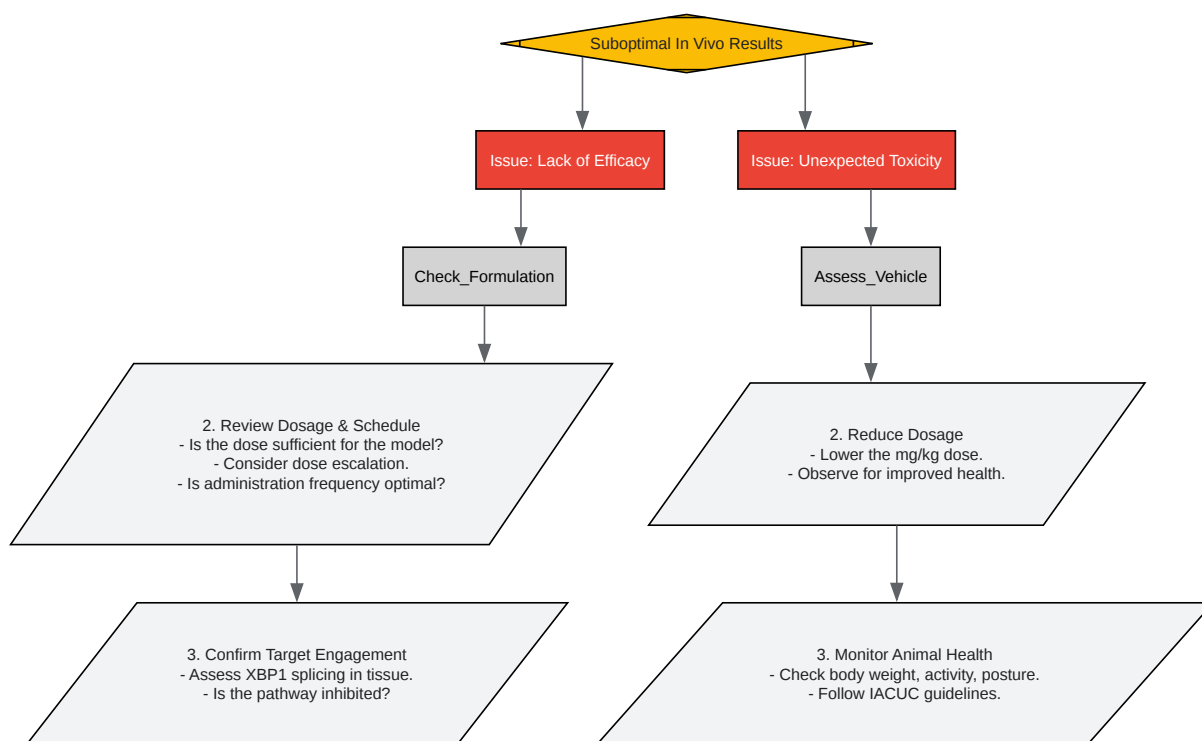 Suboptimal In Vivo Results
Issue: Lack of Efficacy
Issue: Unexpected Toxicity
Check_Formulation
Assess_Vehicle
2. Review Dosage & Schedule
- Is the dose sufficient for the model?
- Consider dose escalation.
- Is administration frequency optimal?
2. Reduce Dosage
- Lower the mg/kg dose.
- Observe for improved health.
3. Confirm Target Engagement
- Assess XBP1 splicing in tissue.
- Is the pathway inhibited?
3. Monitor Animal Health
- Check body weight, activity, posture.
- Follow IACUC guidelines.